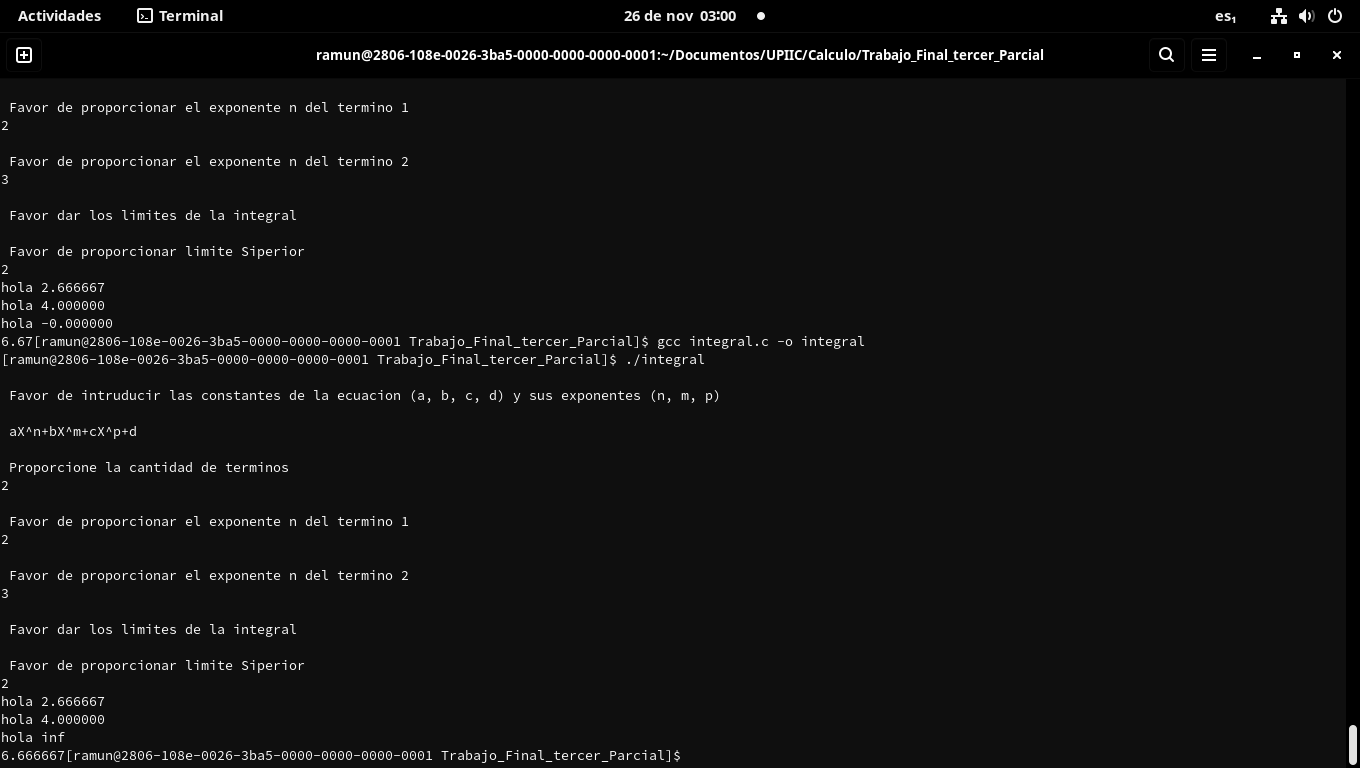 Actividades Terminal 26 de nov 03:00 es₁
ramun@2806-108e-0026-3ba5-0000-0000-0000-0001:~/Documentos/UPIIC/Calculo/Trabajo_Final_tercer_Parcial
Favor de proporcionar el exponente n del termino 1
2
Favor de proporcionar el exponente n del termino 2
3
Favor dar los limites de la integral
Favor de proporcionar limite Siperior
2
hola 2.666667
hola 4.000000
hola -0.000000
6.67[ramun@2806-108e-0026-3ba5-0000-0000-0000-0001 Trabajo_Final_tercer_Parcial]$ gcc integral.c -o integral
[ramun@2806-108e-0026-3ba5-0000-0000-0000-0001 Trabajo_Final_tercer_Parcial]$ ./integral
Favor de intruducir las constantes de la ecuacion (a, b, c, d) y sus exponentes (n, m, p)
aX^n+bX^m+cX^p+d
Proporcione la cantidad de terminos
2
Favor de proporcionar el exponente n del termino 1
2
Favor de proporcionar el exponente n del termino 2
3
Favor dar los limites de la integral
Favor de proporcionar limite Siperior
2
hola 2.666667
hola 4.000000
hola inf
6.666667[ramun@2806-108e-0026-3ba5-0000-0000-0000-0001 Trabajo_Final_tercer_Parcial]$